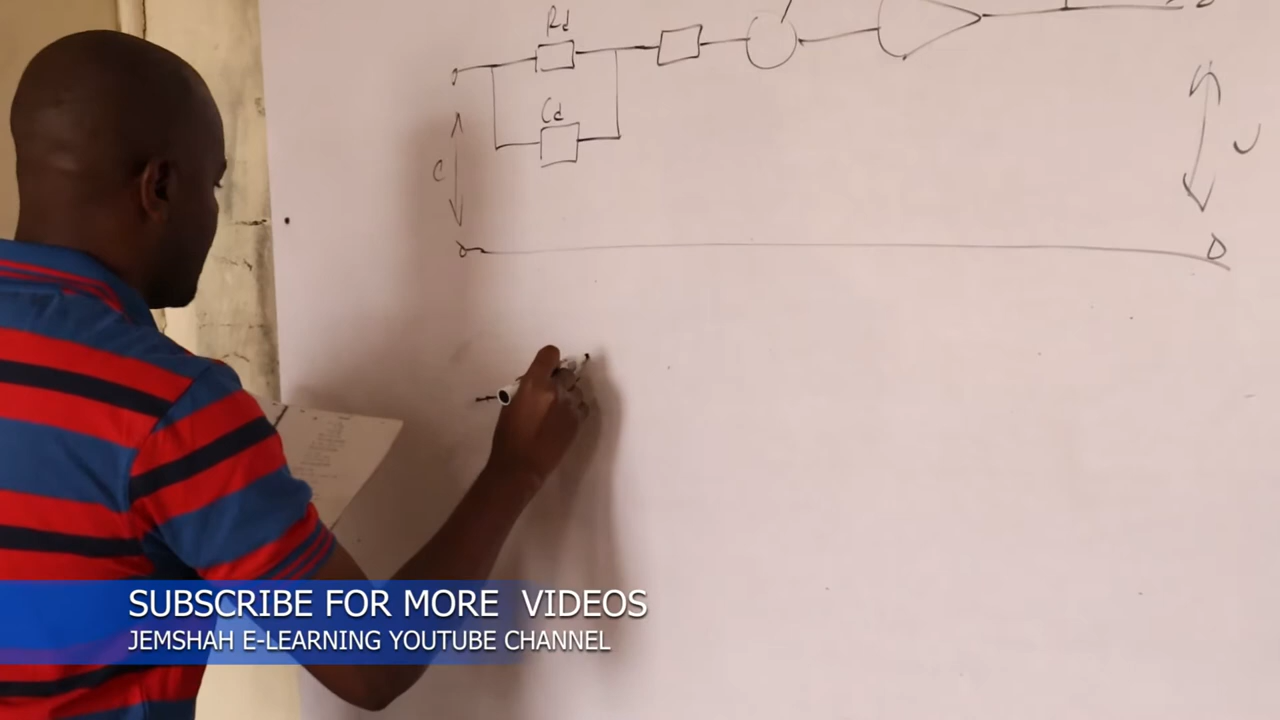 Rd
Cd
e
U
SUBSCRIBE FOR MORE VIDEOS
JEMSHAH E-LEARNING YOUTUBE CHANNEL